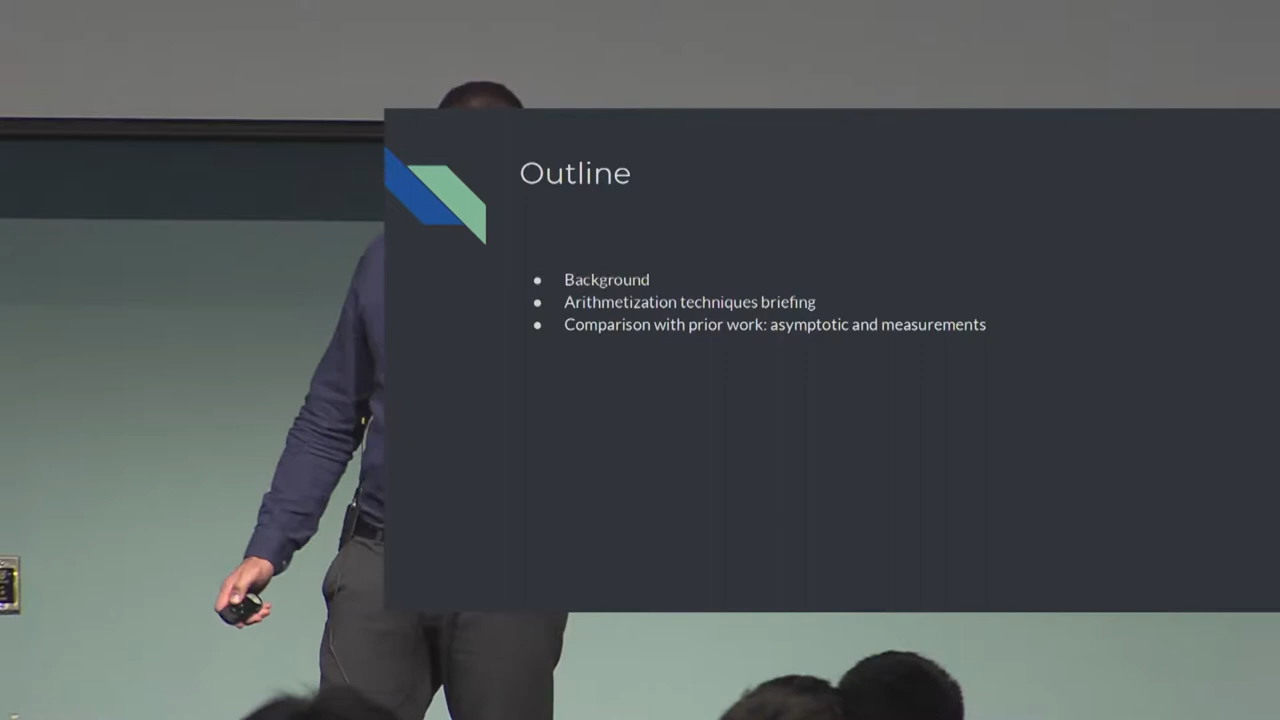 Outline
● Background
● Arithmetization techniques briefing
● Comparison with prior work: asymptotic and measurements